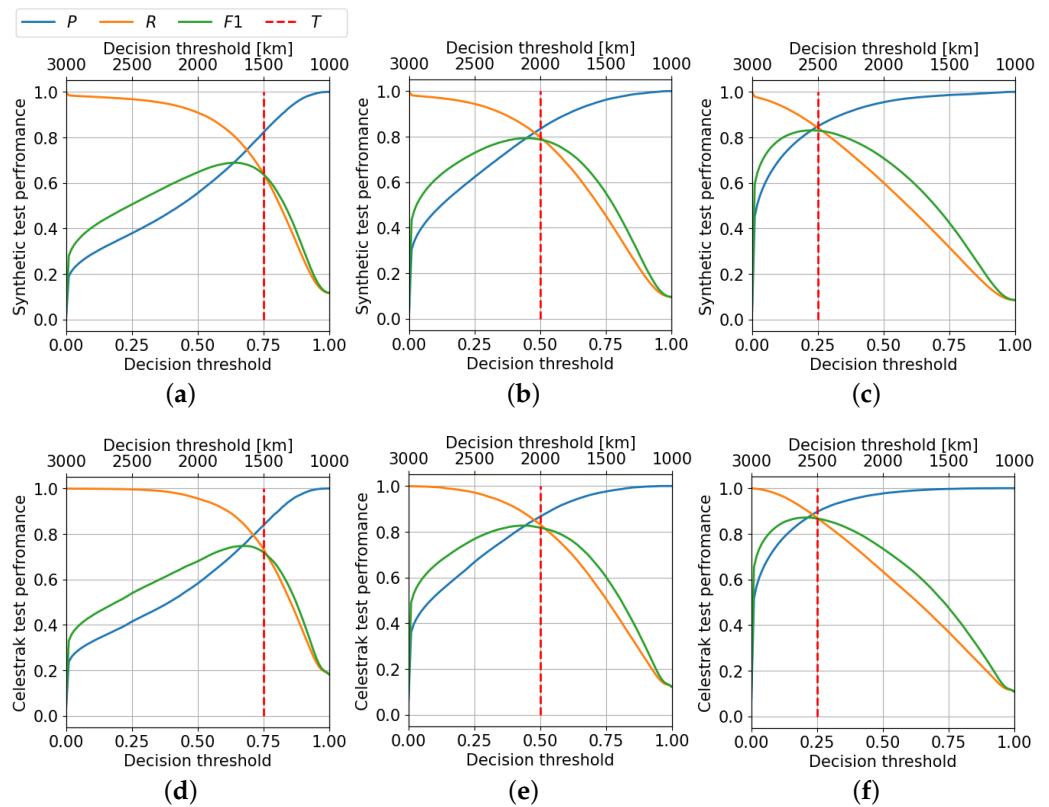 P R F1 T
Decision threshold [km]
3000 2500 2000 1500 1000
Synthetic test perfromance
1.0
0.8
0.6
0.4
0.2
0.0
0.00 0.25 0.50 0.75 1.00
Decision threshold
(a)
Decision threshold [km]
3000 2500 2000 1500 1000
Synthetic test perfromance
1.0
0.8
0.6
0.4
0.2
0.0
0.00 0.25 0.50 0.75 1.00
Decision threshold
(b)
Decision threshold [km]
3000 2500 2000 1500 1000
Synthetic test perfromance
1.0
0.8
0.6
0.4
0.2
0.0
0.00 0.25 0.50 0.75 1.00
Decision threshold
(c)
Decision threshold [km]
3000 2500 2000 1500 1000
Celestrak test perfromance
1.0
0.8
0.6
0.4
0.2
0.0
0.00 0.25 0.50 0.75 1.00
Decision threshold
(d)
Decision threshold [km]
3000 2500 2000 1500 1000
Celestrak test perfromance
1.0
0.8
0.6
0.4
0.2
0.0
0.00 0.25 0.50 0.75 1.00
Decision threshold
(e)
Decision threshold [km]
3000 2500 2000 1500 1000
Celestrak test perfromance
1.0
0.8
0.6
0.4
0.2
0.0
0.00 0.25 0.50 0.75 1.00
Decision threshold
(f)